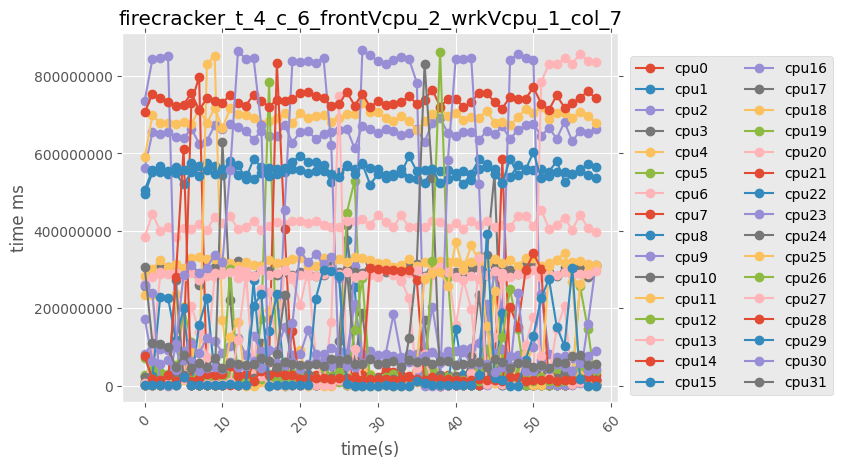 firecracker_t_4_c_6_frontVcpu_2_wrkVcpu_1_col_7
800000000
600000000
400000000
200000000
0
time ms
0
10
20
30
40
50
60
time(s)
cpu0
cpu1
cpu2
cpu3
cpu4
cpu5
cpu6
cpu7
cpu8
cpu9
cpu10
cpu11
cpu12
cpu13
cpu14
cpu15
cpu16
cpu17
cpu18
cpu19
cpu20
cpu21
cpu22
cpu23
cpu24
cpu25
cpu26
cpu27
cpu28
cpu29
cpu30
cpu31